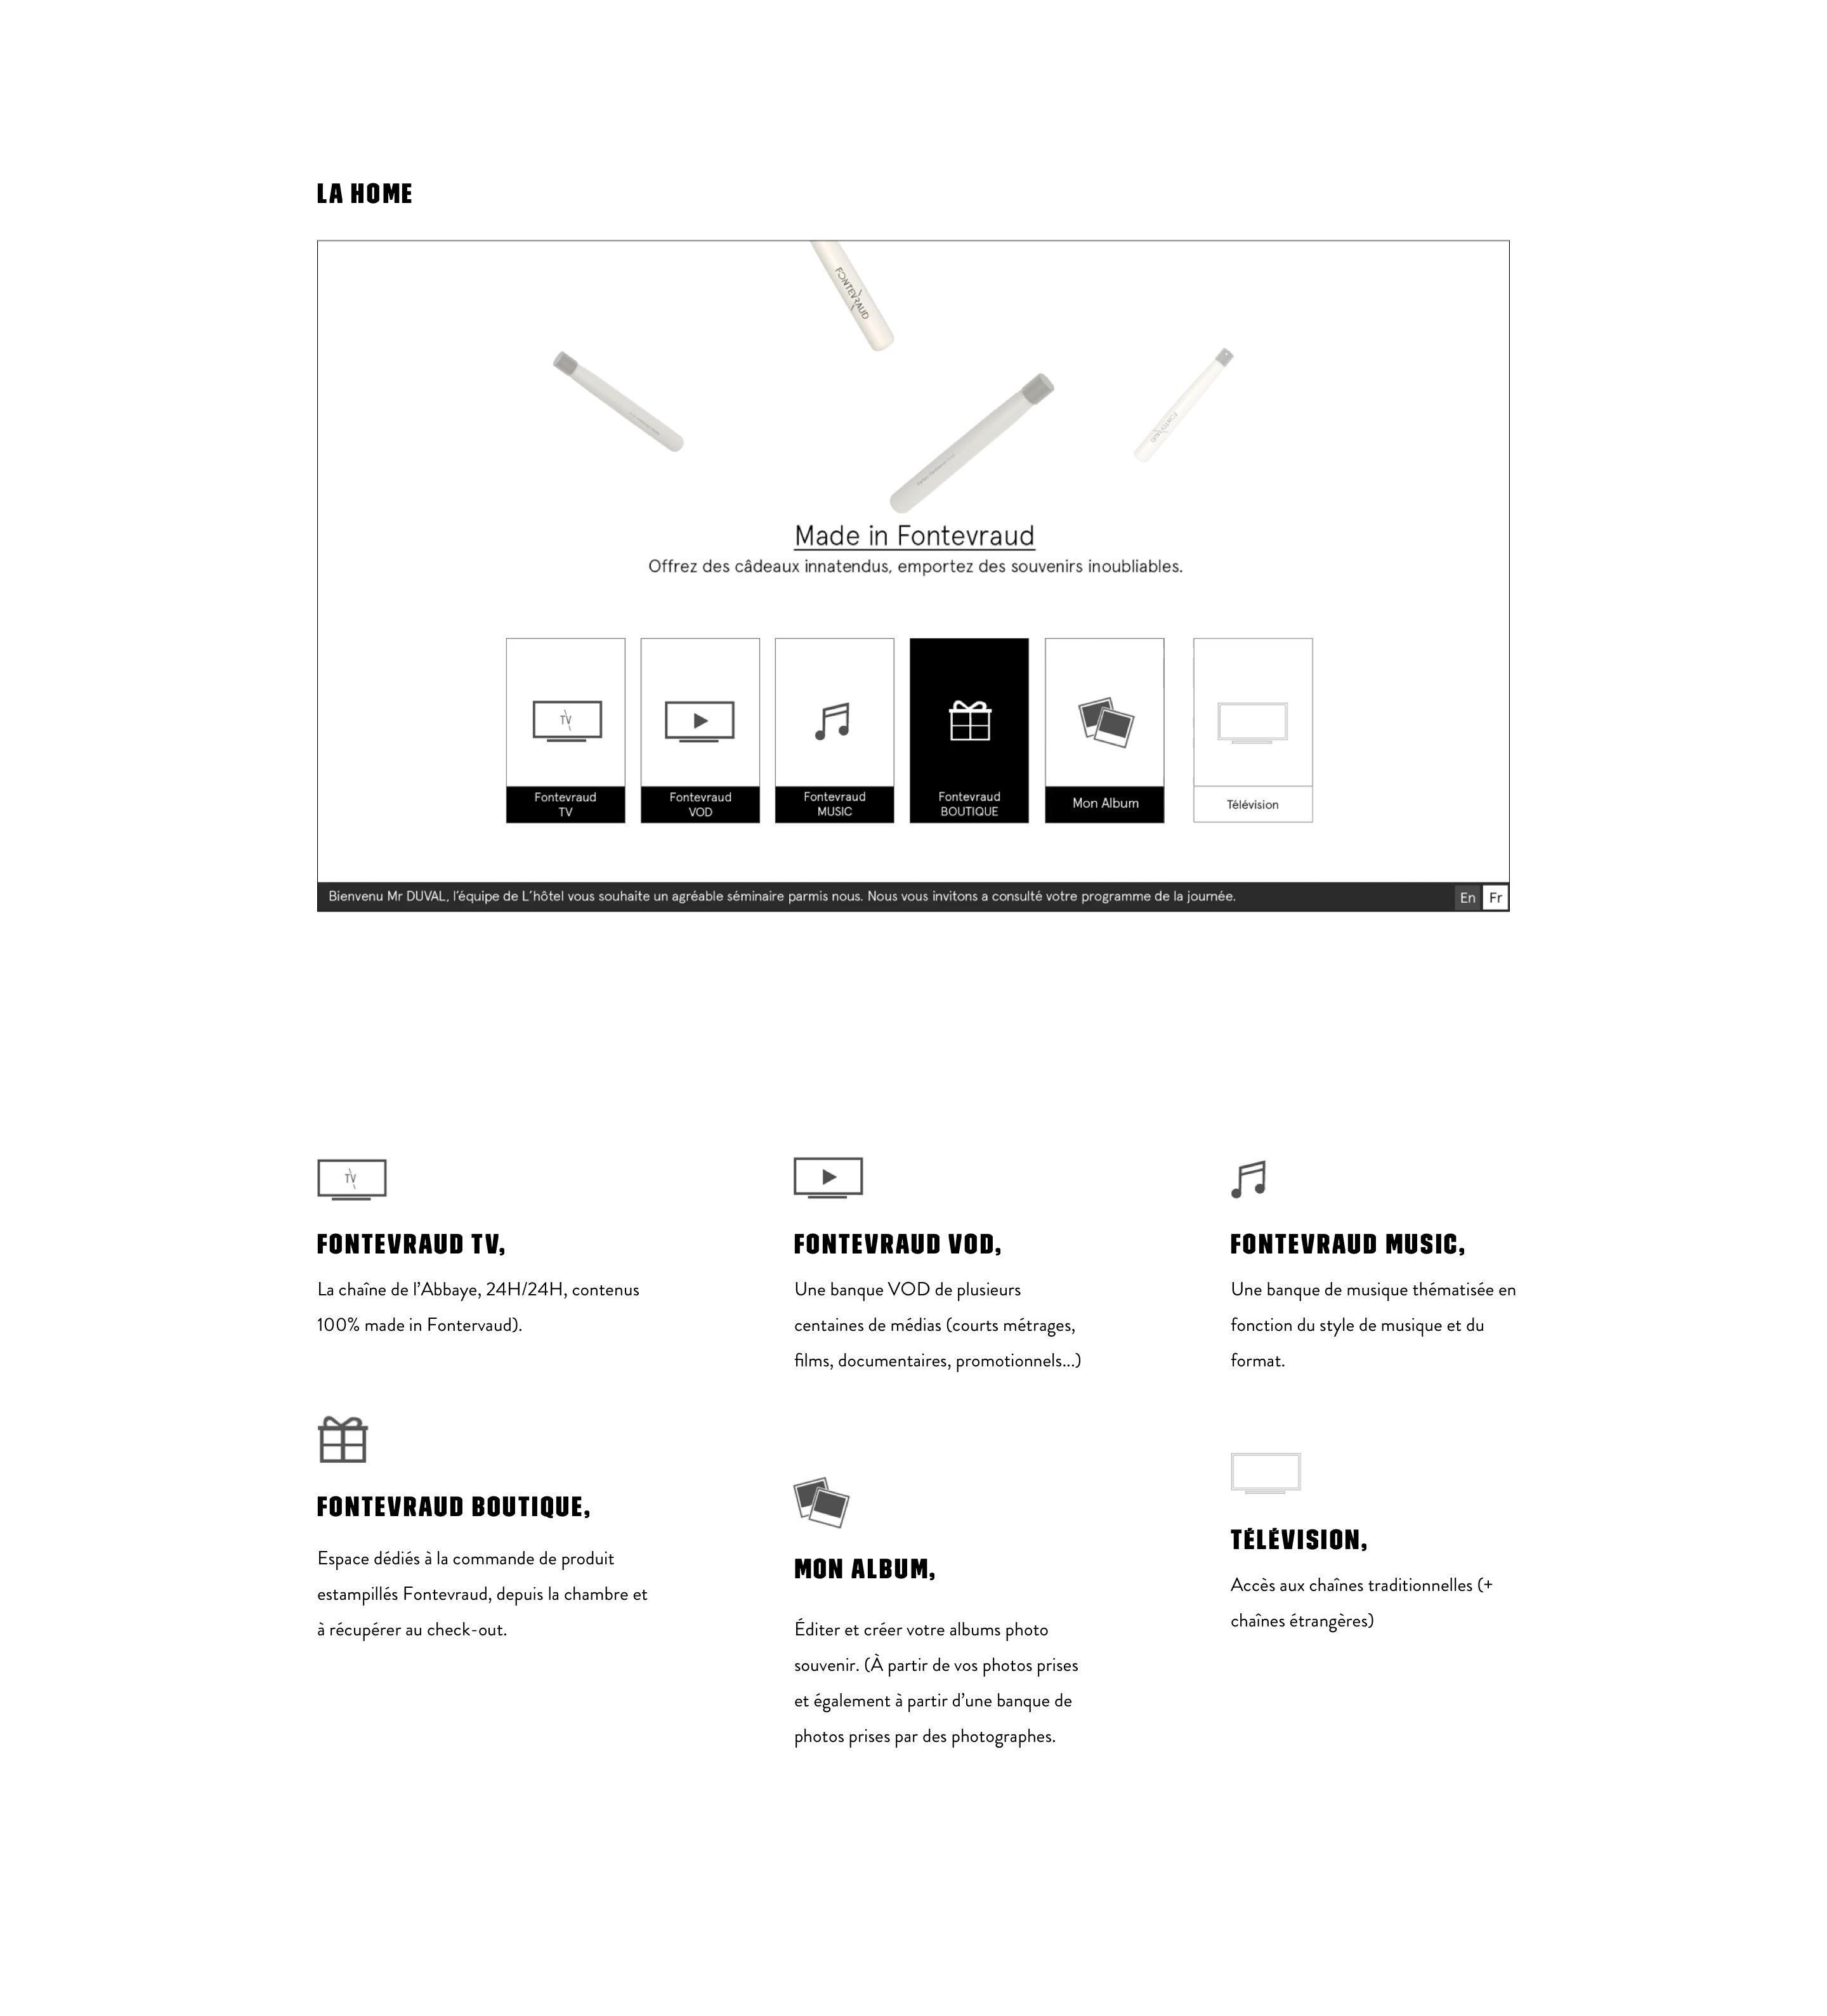 LA HOME
FONTEVRAUD
FONTEVRAUD
Made in Fontevraud
Offrez des câdeaux innatendus, emportez des souvenirs inoubliables.
TV
Fontevraud
TV
Fontevraud
VOD
Fontevraud
MUSIC
Fontevraud
BOUTIQUE
Mon Album
Télévision
Bienvenu Mr DUVAL, l'équipe de L'hôtel vous souhaite un agréable séminaire parmis nous. Nous vous invitons a consulté votre programme de la journée.
En Fr
TV
FONTEVRAUD TV,
La chaîne de l'Abbaye, 24H/24H, contenus
100% made in Fontervaud).
FONTEVRAUD VOD,
Une banque VOD de plusieurs
centaines de médias (courts métrages,
films, documentaires, promotionnels...)
FONTEVRAUD MUSIC,
Une banque de musique thématisée en
fonction du style de musique et du
format.
FONTEVRAUD BOUTIQUE,
Espace dédiés à la commande de produit
estampillés Fontevraud, depuis la chambre et
à récupérer au check-out.
MON ALBUM,
Éditer et créer votre albums photo
souvenir. (À partir de vos photos prises
et également à partir d'une banque de
photos prises par des photographes.
TÉLÉVISION,
Accès aux chaînes traditionnelles (+
chaînes étrangères)